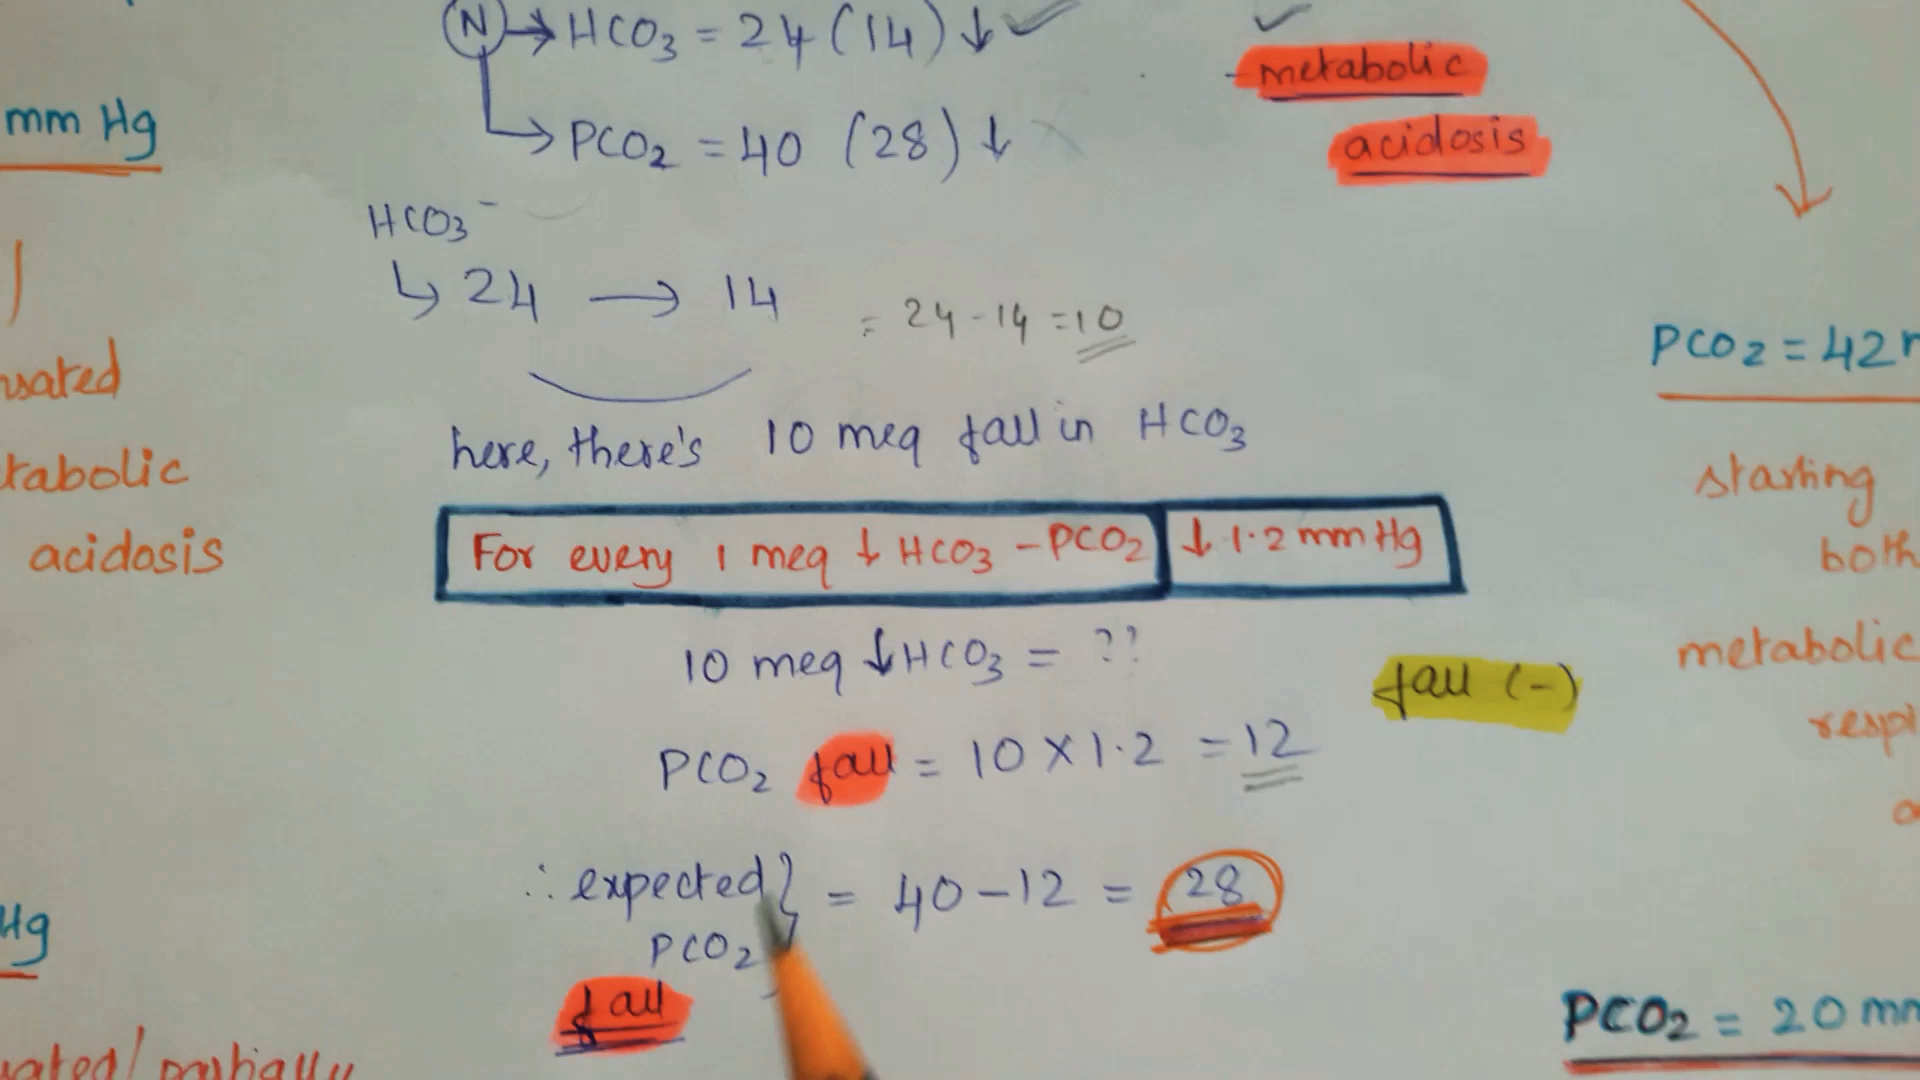 N → HCO3 = 24 (14) ↓ ✓
→ PCO2 = 40 (28) ↓
✓
- metabolic
acidosis
HCO3⁻
↳ 24 → 14 = 24-14 = 10
here, there's 10 meq fall in HCO3
For every 1 meq ↓ HCO3 - PCO2 ↓ 1.2 mm Hg
10 meq ↓ HCO3 = ??
fall (-)
PCO2 fall = 10 × 1.2 = 12
∴ expected } = 40 - 12 = 28
PCO2
fall
mm Hg
acidosis
Hg
PCO2 = 42
starting
both
metabolic
PCO2 = 20